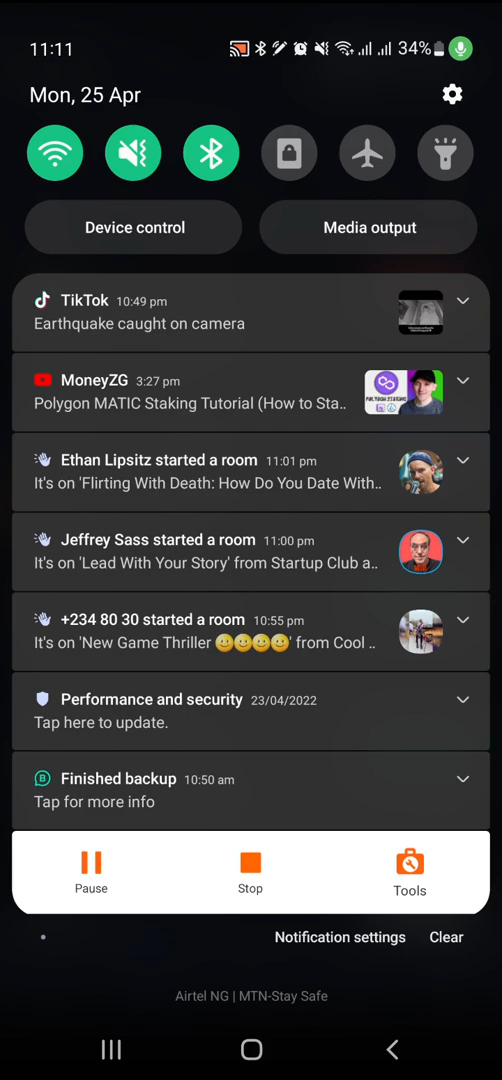 11:11
34%
Mon, 25 Apr
Device control
Media output
TikTok 10:49 pm
Earthquake caught on camera
MoneyZG 3:27 pm
Polygon MATIC Staking Tutorial (How to Sta..
POLYGON STAKING
Ethan Lipsitz started a room 11:01 pm
It's on 'Flirting With Death: How Do You Date With..
Jeffrey Sass started a room 11:00 pm
It's on 'Lead With Your Story' from Startup Club a..
+234 80 30 started a room 10:55 pm
It's on 'New Game Thriller 😀😀😀😀' from Cool ..
Performance and security 23/04/2022
Tap here to update.
Finished backup 10:50 am
Tap for more info
Pause
Stop
Tools
Notification settings
Clear
Airtel NG | MTN-Stay Safe